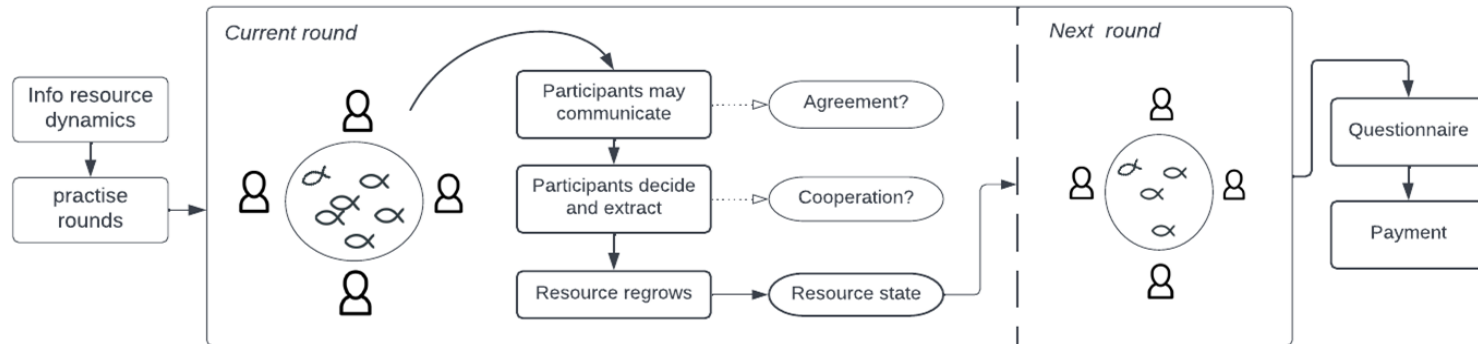 Current round
Next round
Info resource
dynamics
practise
rounds
Participants may
communicate
Agreement?
Participants decide
and extract
Cooperation?
Resource regrows
Resource state
Questionnaire
Payment